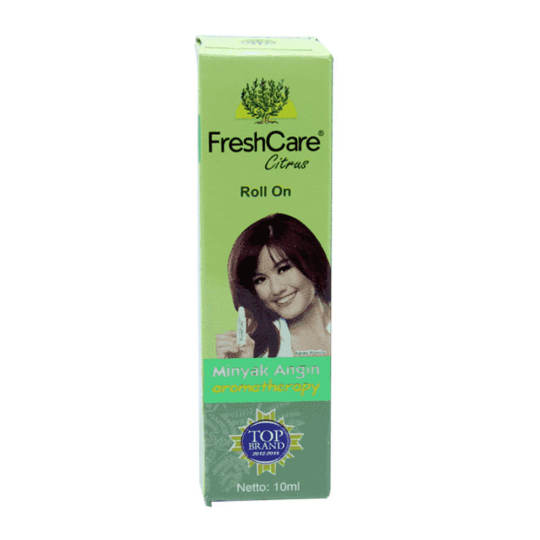 FreshCare®
Citrus
Roll On
Minyak Angin
aromatherapy
TOP
BRAND
Netto: 10ml